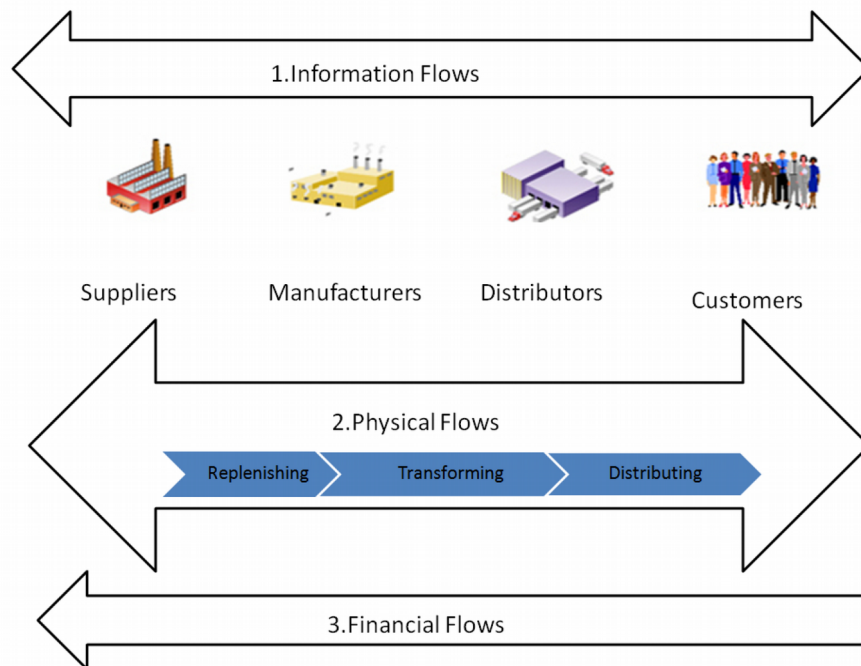 1.Information Flows
Suppliers
Manufacturers
Distributors
Customers
2.Physical Flows
Replenishing
Transforming
Distributing
3.Financial Flows